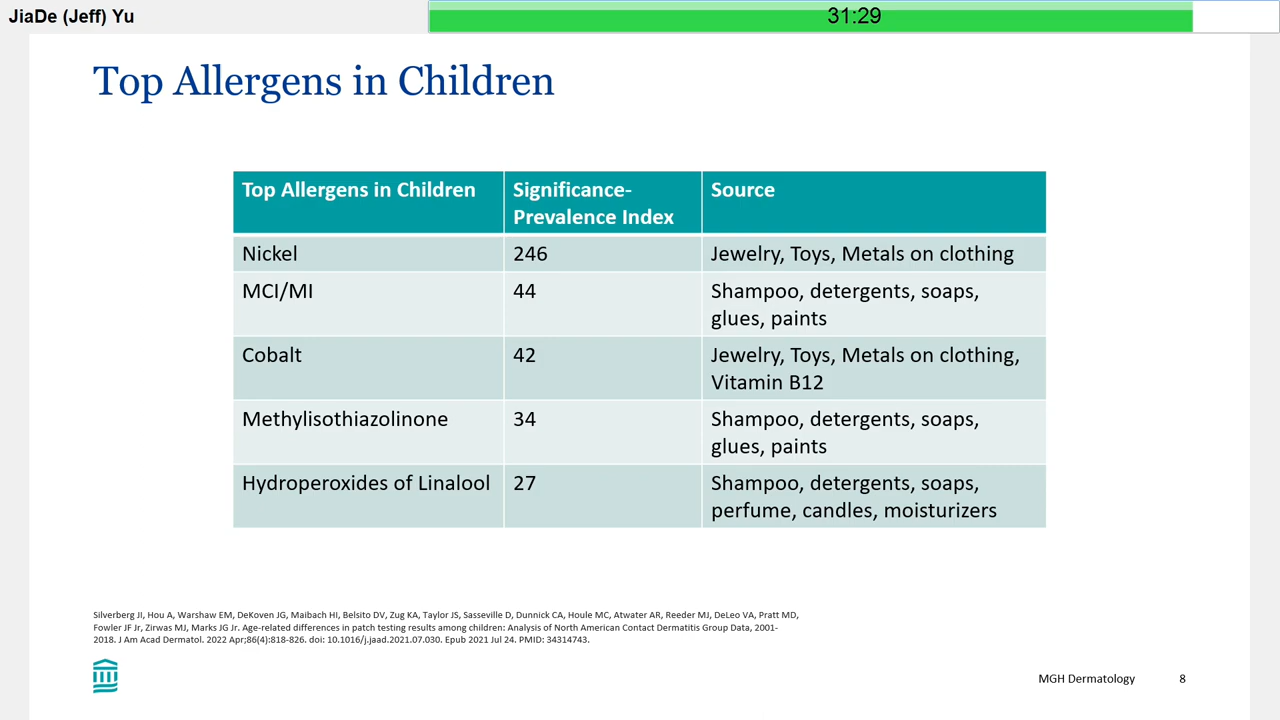 JiaDe (Jeff) Yu
31:29
Top Allergens in Children
Top Allergens in Children
Significance-
Prevalence Index
Source
Nickel
246
Jewelry, Toys, Metals on clothing
MCI/MI
44
Shampoo, detergents, soaps,
glues, paints
Cobalt
42
Jewelry, Toys, Metals on clothing,
Vitamin B12
Methylisothiazolinone
34
Shampoo, detergents, soaps,
glues, paints
Hydroperoxides of Linalool
27
Shampoo, detergents, soaps,
perfume, candles, moisturizers
Silverberg JI, Hou A, Warshaw EM, DeKoven JG, Maibach HI, Belsito DV, Zug KA, Taylor JS, Sasseville D, Dunnick CA, Houle MC, Atwater AR, Reeder MJ, DeLeo VA, Pratt MD,
Fowler JF Jr, Zirwas MJ, Marks JG Jr. Age-related differences in patch testing results among children: Analysis of North American Contact Dermatitis Group Data, 2001-
2018. J Am Acad Dermatol. 2022 Apr;86(4):818-826. doi: 10.1016/j.jaad.2021.07.030. Epub 2021 Jul 24. PMID: 34314743.
MGH Dermatology
8